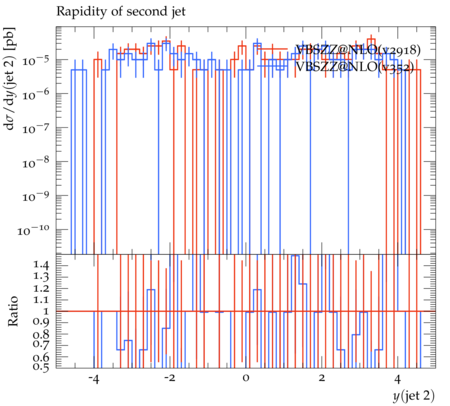 Rapidity of second jet
dσ/dy(jet 2) [pb]
10⁻⁵
10⁻⁶
10⁻⁷
10⁻⁸
10⁻⁹
10⁻¹⁰
VBSZZ@NLO(v2918)
VBSZZ@NLO(v352)
Ratio
1.4
1.3
1.2
1.1
1
0.9
0.8
0.7
0.6
0.5
-4 -2 0 2 4
y(jet 2)